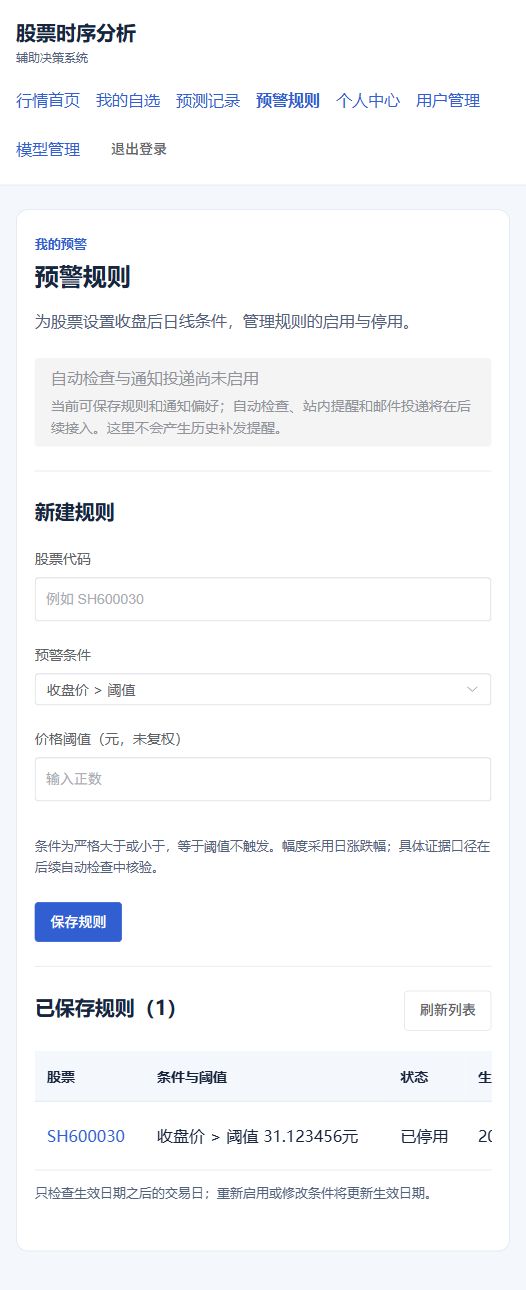 股票时序分析
辅助决策系统
行情首页 我的自选 预测记录 预警规则 个人中心 用户管理
模型管理 退出登录
我的预警
预警规则
为股票设置收盘后日线条件，管理规则的启用与停用。
自动检查与通知投递尚未启用
当前可保存规则和通知偏好；自动检查、站内提醒和邮件投递将在后
续接入。这里不会产生历史补发提醒。
新建规则
股票代码
例如 SH600030
预警条件
收盘价 > 阈值
价格阈值（元，未复权）
输入正数
条件为严格大于或小于，等于阈值不触发。幅度采用日涨跌幅；具体证据口径在
后续自动检查中核验。
保存规则
已保存规则（1） 刷新列表
股票 条件与阈值 状态 生
SH600030 收盘价 > 阈值 31.123456元 已停用 20
只检查生效日期之后的交易日；重新启用或修改条件将更新生效日期。